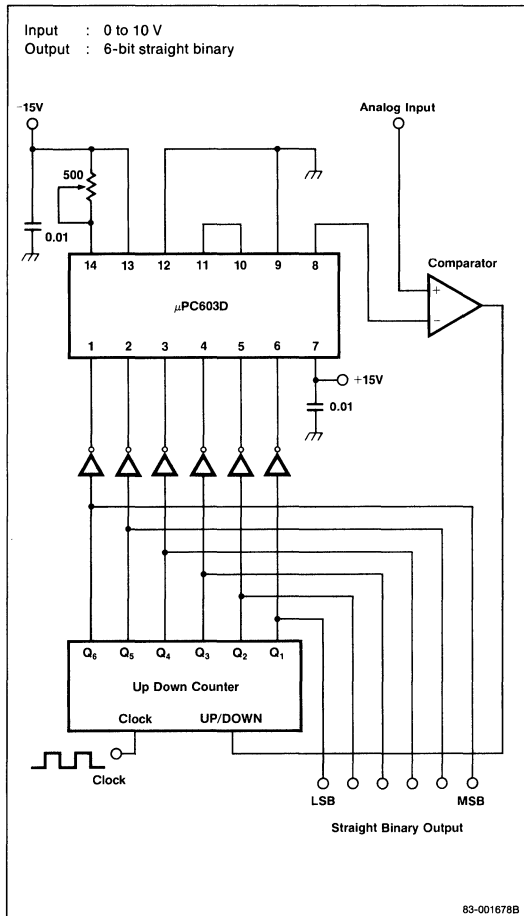 Input : 0 to 10 V
Output : 6-bit straight binary
-15V
Analog Input
500
0.01
14 13 12 11 10 9 8
Comparator
μPC603D
+
−
1 2 3 4 5 6 7
+15V
0.01
Q6 Q5 Q4 Q3 Q2 Q1
Up Down Counter
Clock UP/DOWN
Clock
LSB MSB
Straight Binary Output
83-001678B